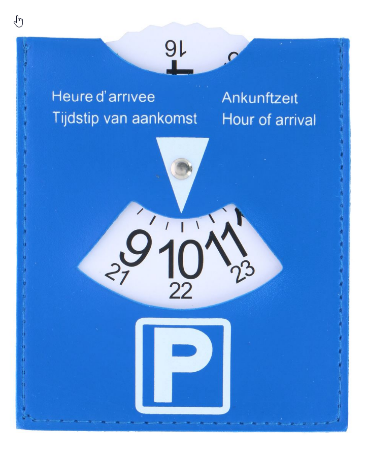 16
Heure d'arrivee
Ankunftzeit
Tijdstip van aankomst
Hour of arrival
9 10 11
21 22 23
P